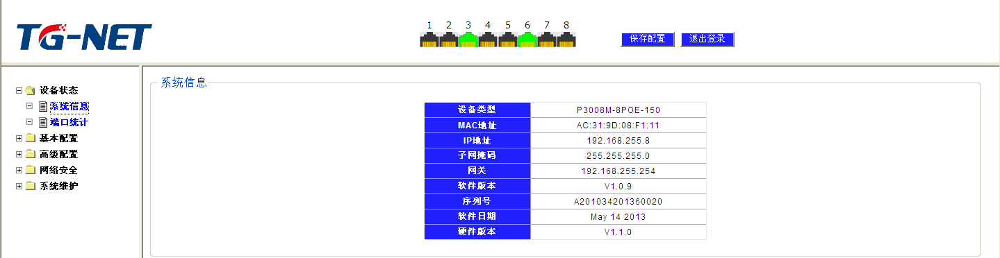 TG-NET
1 2 3 4 5 6 7 8
保存配置 退出登录
设备状态
系统信息
端口统计
基本配置
高级配置
网络安全
系统维护
系统信息
设备类型 P3008M-8POE-150
MAC地址 AC:31:9D:08:F1:11
IP地址 192.168.255.8
子网掩码 255.255.255.0
网关 192.168.255.254
软件版本 V1.0.9
序列号 A201034201360020
软件日期 May 14 2013
硬件版本 V1.1.0